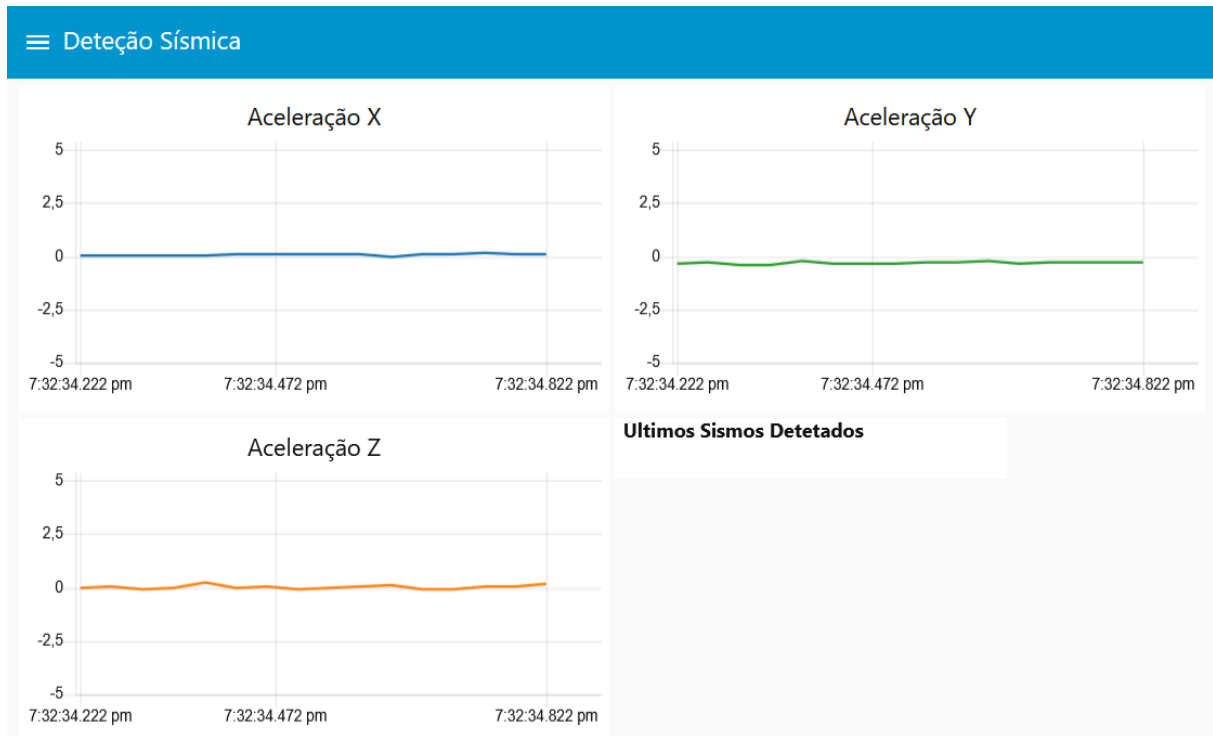 Deteção Sísmica
Aceleração X
5
2,5
0
-2,5
-5
7:32:34.222 pm 7:32:34.472 pm 7:32:34.822 pm
Aceleração Y
5
2,5
0
-2,5
-5
7:32:34.222 pm 7:32:34.472 pm 7:32:34.822 pm
Aceleração Z
5
2,5
0
-2,5
-5
7:32:34.222 pm 7:32:34.472 pm 7:32:34.822 pm
Ultimos Sismos Detetados